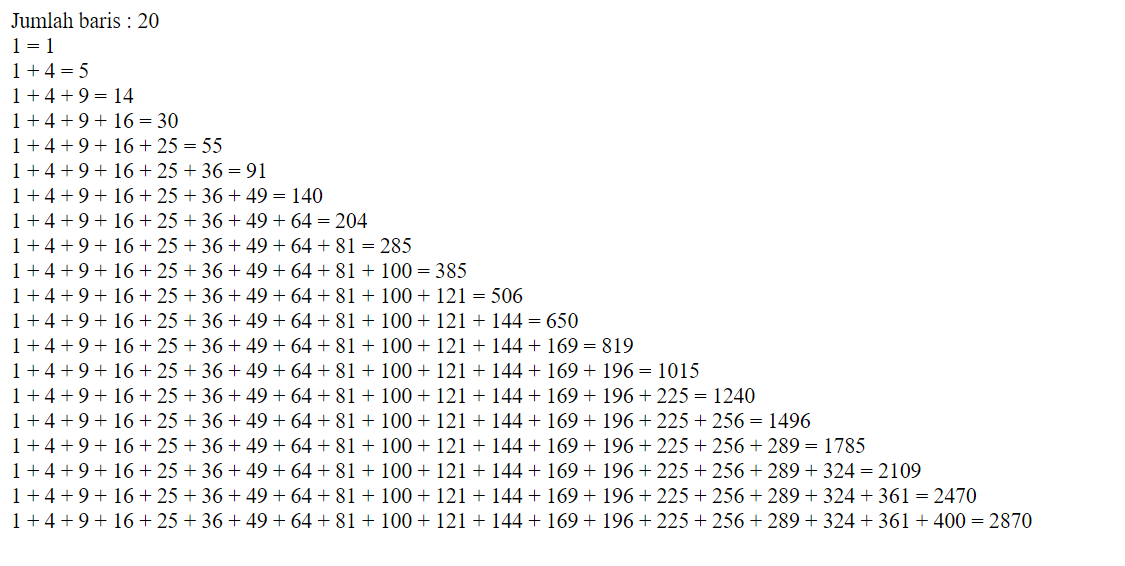 Jumlah baris : 20
1 = 1
1 + 4 = 5
1 + 4 + 9 = 14
1 + 4 + 9 + 16 = 30
1 + 4 + 9 + 16 + 25 = 55
1 + 4 + 9 + 16 + 25 + 36 = 91
1 + 4 + 9 + 16 + 25 + 36 + 49 = 140
1 + 4 + 9 + 16 + 25 + 36 + 49 + 64 = 204
1 + 4 + 9 + 16 + 25 + 36 + 49 + 64 + 81 = 285
1 + 4 + 9 + 16 + 25 + 36 + 49 + 64 + 81 + 100 = 385
1 + 4 + 9 + 16 + 25 + 36 + 49 + 64 + 81 + 100 + 121 = 506
1 + 4 + 9 + 16 + 25 + 36 + 49 + 64 + 81 + 100 + 121 + 144 = 650
1 + 4 + 9 + 16 + 25 + 36 + 49 + 64 + 81 + 100 + 121 + 144 + 169 = 819
1 + 4 + 9 + 16 + 25 + 36 + 49 + 64 + 81 + 100 + 121 + 144 + 169 + 196 = 1015
1 + 4 + 9 + 16 + 25 + 36 + 49 + 64 + 81 + 100 + 121 + 144 + 169 + 196 + 225 = 1240
1 + 4 + 9 + 16 + 25 + 36 + 49 + 64 + 81 + 100 + 121 + 144 + 169 + 196 + 225 + 256 = 1496
1 + 4 + 9 + 16 + 25 + 36 + 49 + 64 + 81 + 100 + 121 + 144 + 169 + 196 + 225 + 256 + 289 = 1785
1 + 4 + 9 + 16 + 25 + 36 + 49 + 64 + 81 + 100 + 121 + 144 + 169 + 196 + 225 + 256 + 289 + 324 = 2109
1 + 4 + 9 + 16 + 25 + 36 + 49 + 64 + 81 + 100 + 121 + 144 + 169 + 196 + 225 + 256 + 289 + 324 + 361 = 2470
1 + 4 + 9 + 16 + 25 + 36 + 49 + 64 + 81 + 100 + 121 + 144 + 169 + 196 + 225 + 256 + 289 + 324 + 361 + 400 = 2870